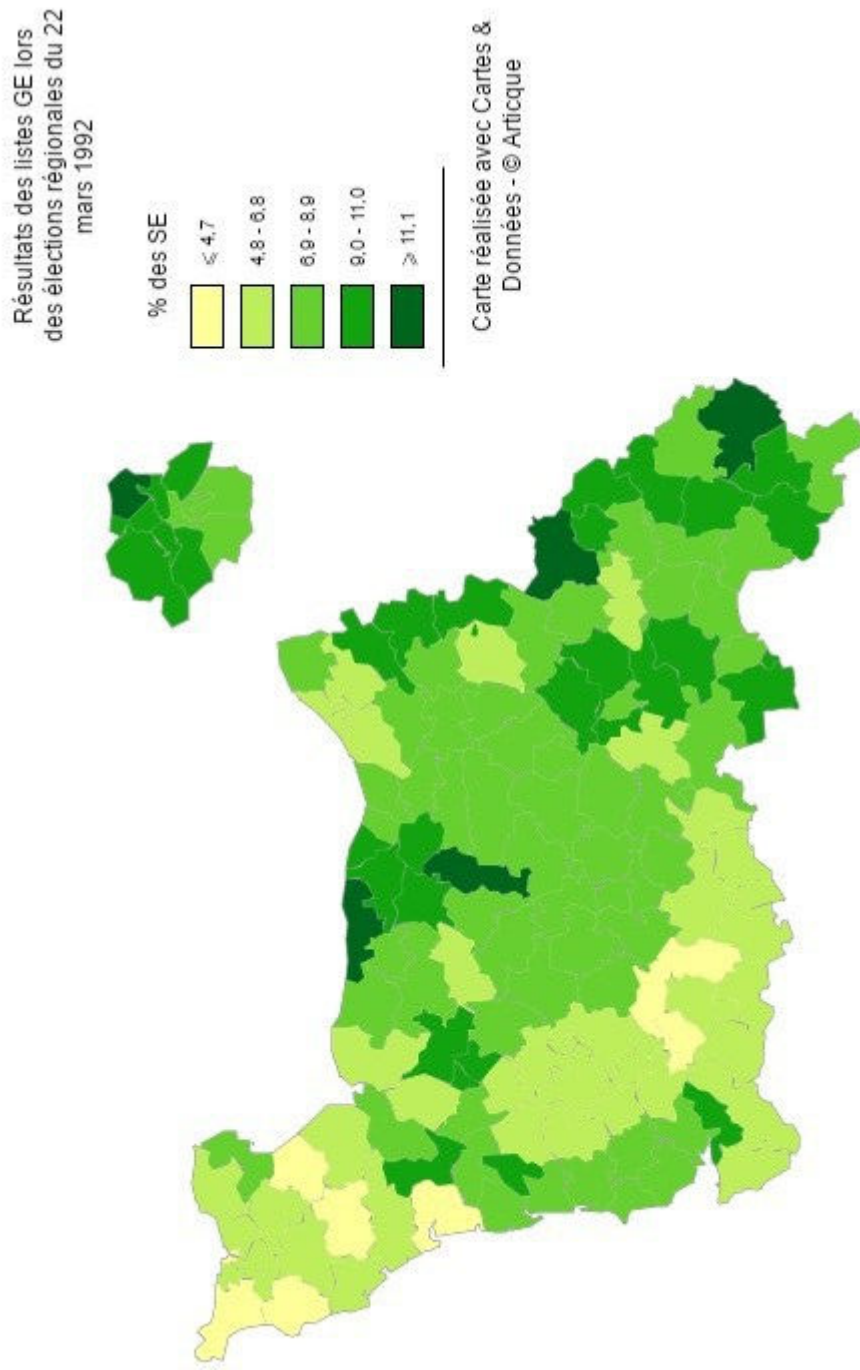 Résultats des listes GE lors
des élections régionales du 22
mars 1992
% des SE
⩽ 4,7
4,8 - 6,8
6,9 - 8,9
9,0 - 11,0
⩾ 11,1
Carte réalisée avec Cartes &
Données - © Articque